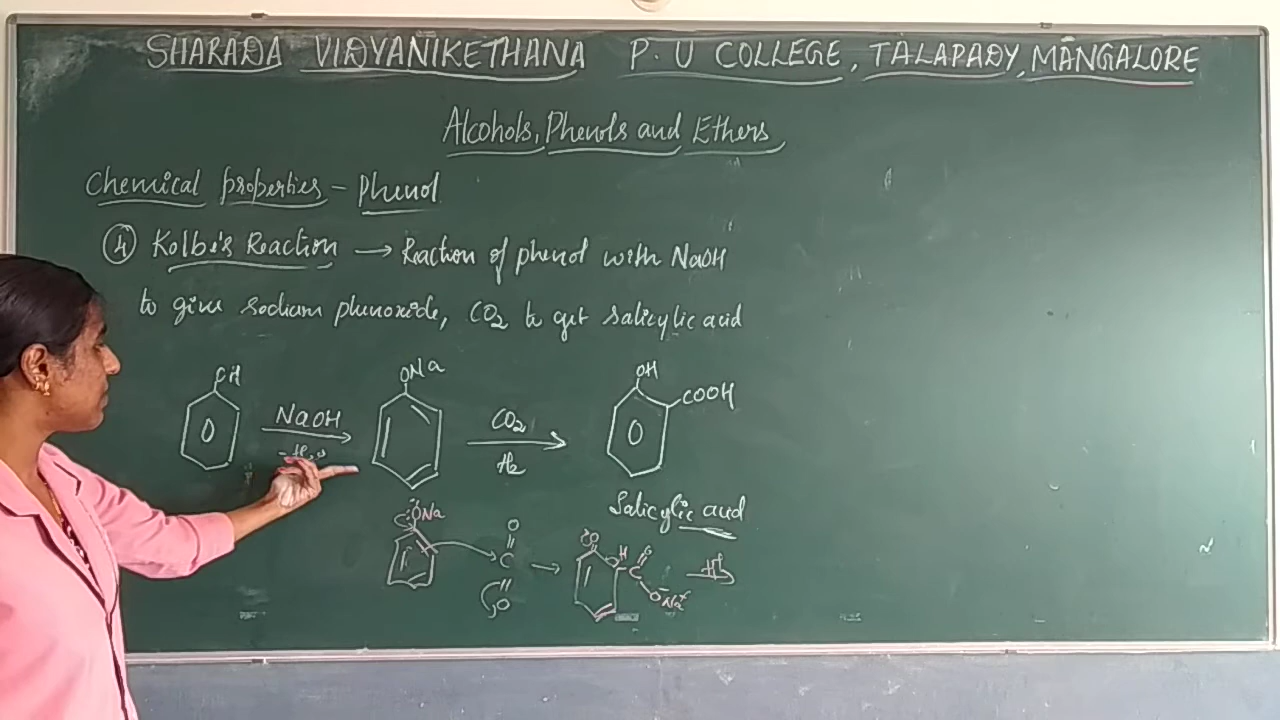 SHARADA VIDYANIKETHANA P. U COLLEGE, TALAPADY, MANGALORE
Alcohols, Phenols and Ethers
Chemical properties - Phenol
④ Kolbe's Reaction → Reaction of phenol with NaOH
to give sodium phenoxide, CO2 to get salicylic acid
OH ONa OH
COOH
NaOH CO2
Salicylic acid
ONa O O H O
C C
O O⁻Na⁺